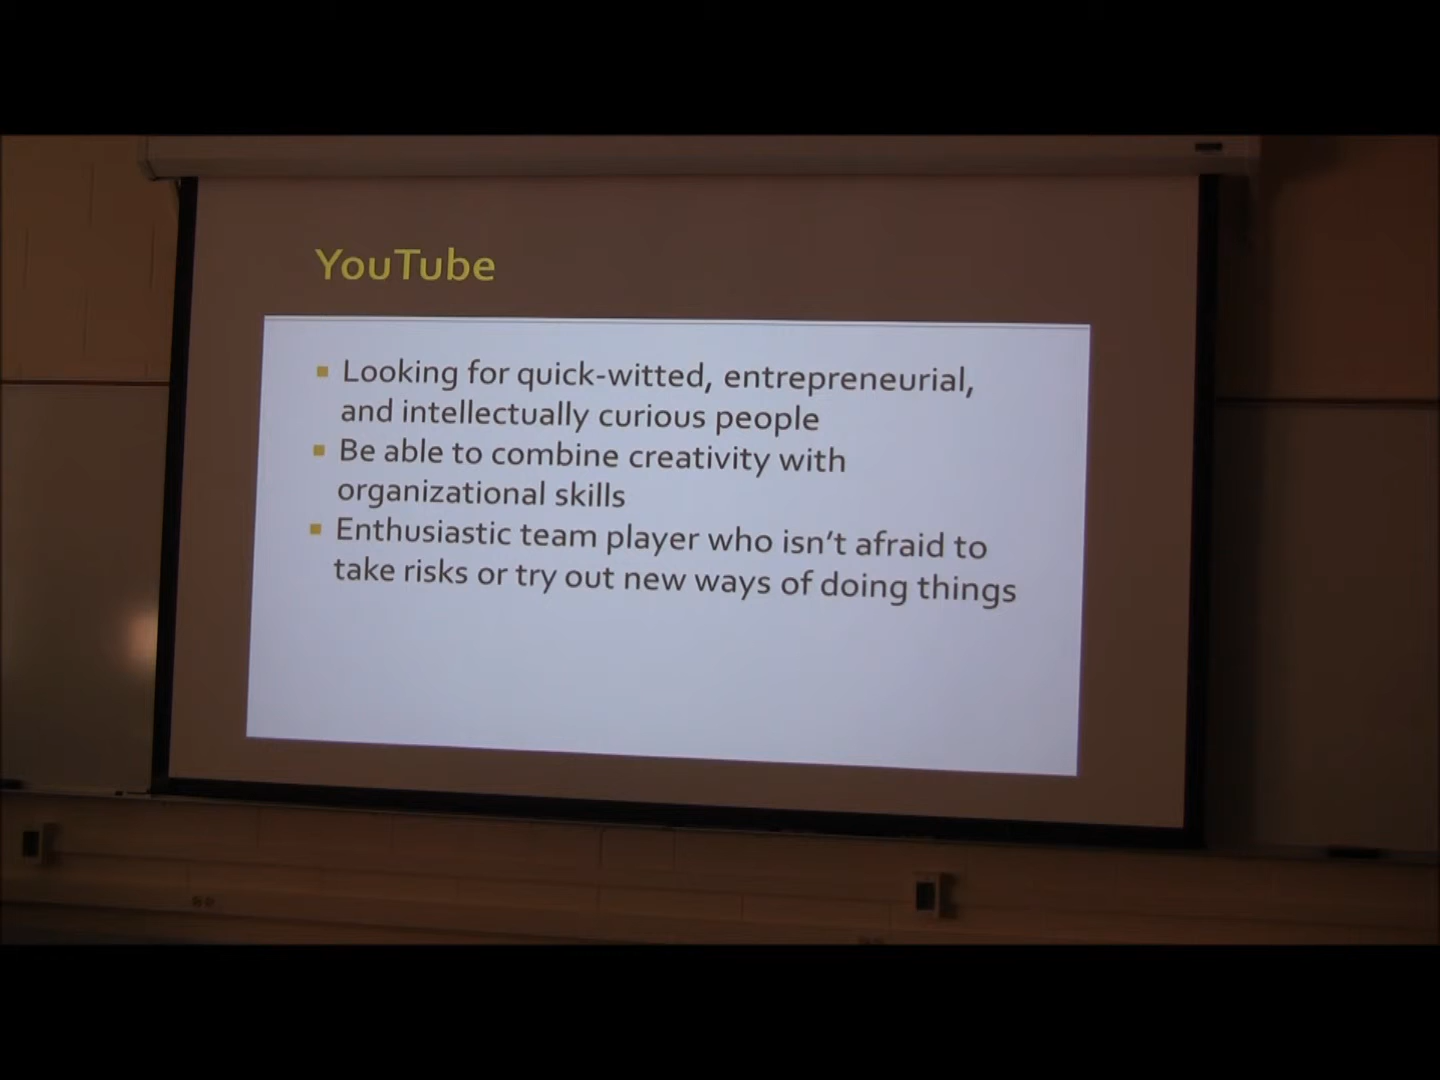 YouTube
Looking for quick-witted, entrepreneurial,
and intellectually curious people
Be able to combine creativity with
organizational skills
Enthusiastic team player who isn't afraid to
take risks or try out new ways of doing things